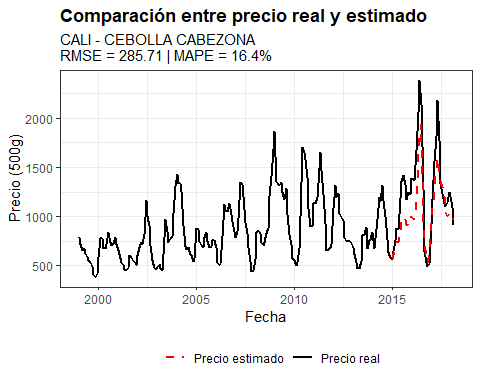 Comparación entre precio real y estimado
CALI - CEBOLLA CABEZONA
RMSE = 285.71 | MAPE = 16.4%
Precio (500g)
2000
1500
1000
500
2000
2005
2010
2015
Fecha
Precio estimado
Precio real